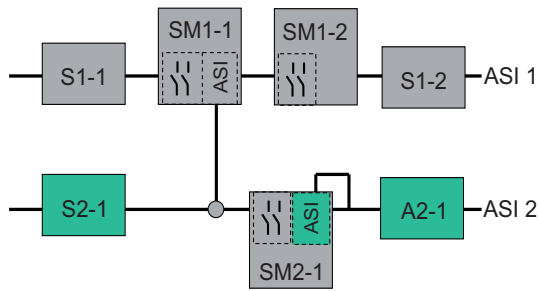 SM1-1
SM1-2
S1-1
ASI
S1-2
ASI 1
S2-1
ASI
A2-1
ASI 2
SM2-1